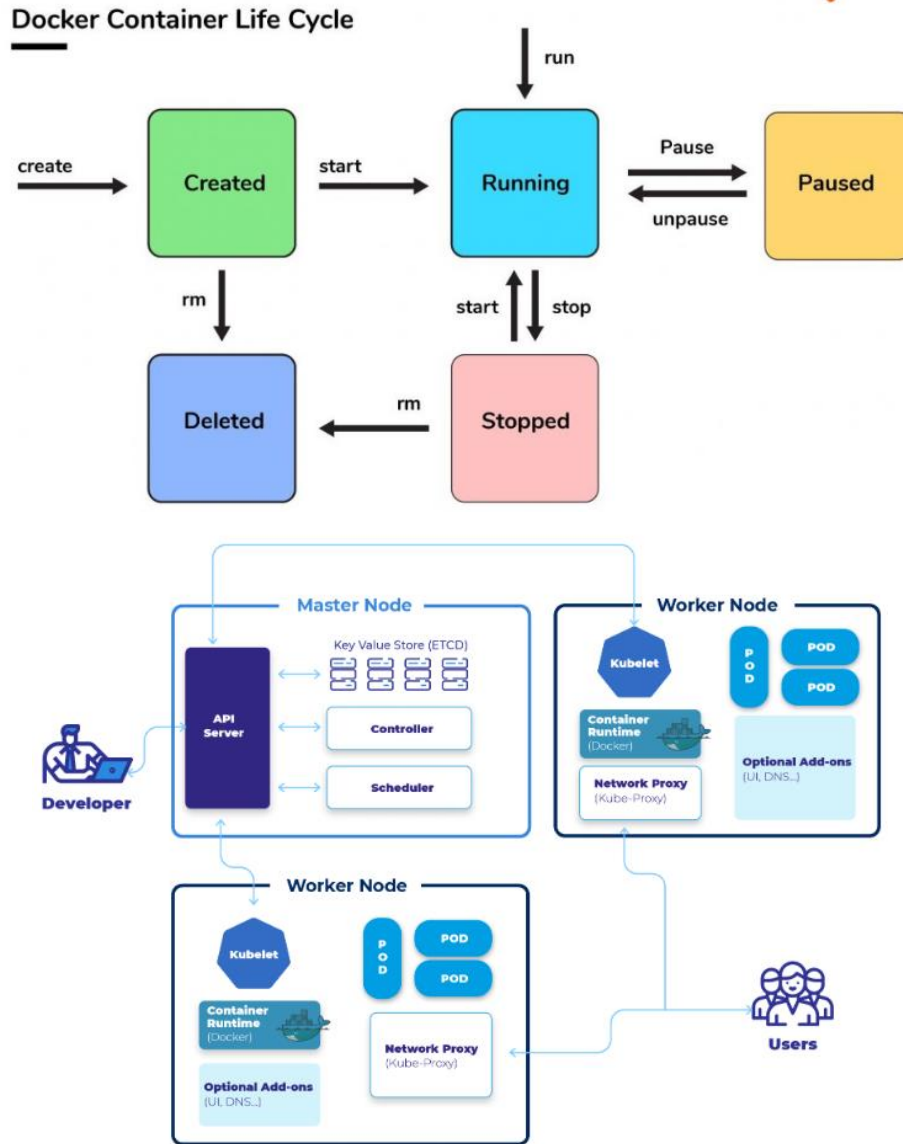 Docker Container Life Cycle
run
create
Created
start
Running
Pause
unpause
Paused
rm
start
stop
Deleted
rm
Stopped
Master Node
Key Value Store (ETCD)
API
Server
Controller
Scheduler
Developer
Worker Node
Kubelet
POD
POD
POD
Container
Runtime
(Docker)
Network Proxy
(Kube-Proxy)
Optional Add-ons
(UI, DNS...)
Worker Node
Kubelet
POD
POD
POD
Container
Runtime
(Docker)
Network Proxy
(Kube-Proxy)
Optional Add-ons
(UI, DNS...)
Users